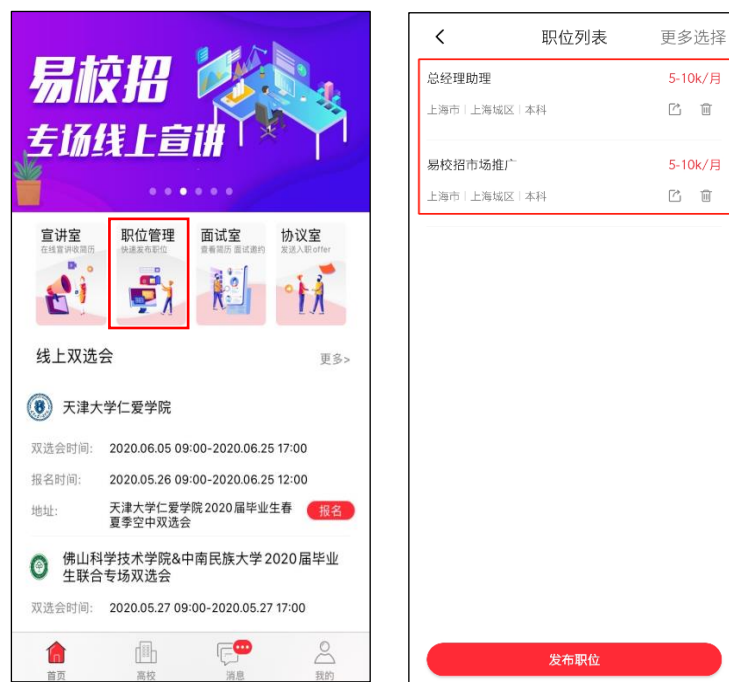 易校招
专场线上宣讲
宣讲室
在线宣讲收简历
职位管理
快速发布职位
面试室
查看简历 面试邀约
协议室
发送入职offer
线上双选会
更多>
天津大学仁爱学院
双选会时间: 2020.06.05 09:00-2020.06.25 17:00
报名时间: 2020.05.26 09:00-2020.06.25 12:00
地址: 天津大学仁爱学院2020届毕业生春
夏季空中双选会
报名
佛山科学技术学院&中南民族大学2020届毕业
生联合专场双选会
双选会时间: 2020.05.27 09:00-2020.05.27 17:00
首页
高校
消息
我的
职位列表
更多选择
总经理助理 5-10k/月
上海市 | 上海城区 | 本科
易校招市场推广 5-10k/月
上海市 | 上海城区 | 本科
发布职位